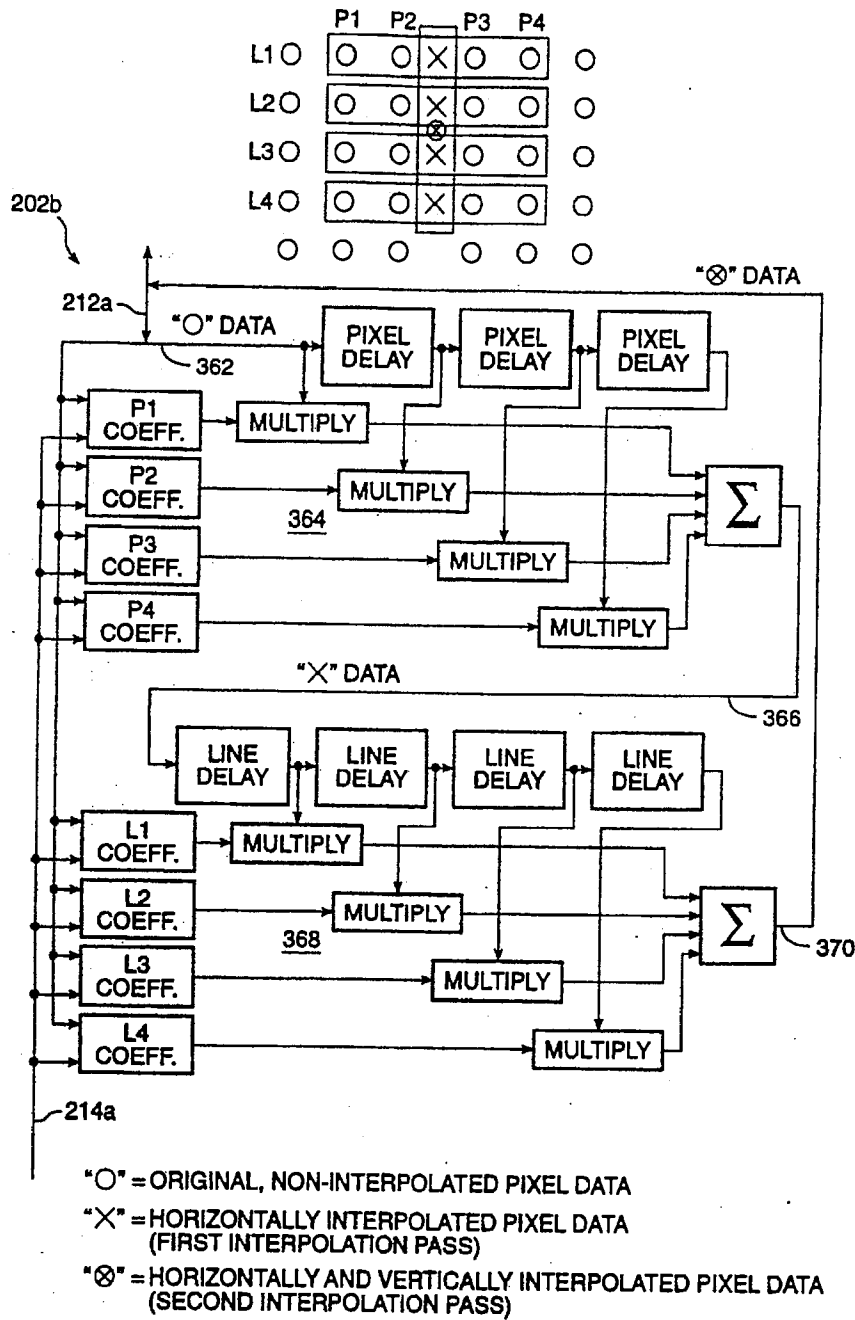 P1 P2 P3 P4
L1
L2
L3
L4
202b
212a
"⊗" DATA
"O" DATA
362
PIXEL DELAY
PIXEL DELAY
PIXEL DELAY
P1 COEFF.
MULTIPLY
P2 COEFF.
364
MULTIPLY
Σ
P3 COEFF.
MULTIPLY
P4 COEFF.
MULTIPLY
"X" DATA
366
LINE DELAY
LINE DELAY
LINE DELAY
LINE DELAY
L1 COEFF.
MULTIPLY
L2 COEFF.
368
MULTIPLY
Σ
370
L3 COEFF.
MULTIPLY
L4 COEFF.
MULTIPLY
214a
"O" = ORIGINAL, NON-INTERPOLATED PIXEL DATA
"X" = HORIZONTALLY INTERPOLATED PIXEL DATA
(FIRST INTERPOLATION PASS)
"⊗" = HORIZONTALLY AND VERTICALLY INTERPOLATED PIXEL DATA
(SECOND INTERPOLATION PASS)